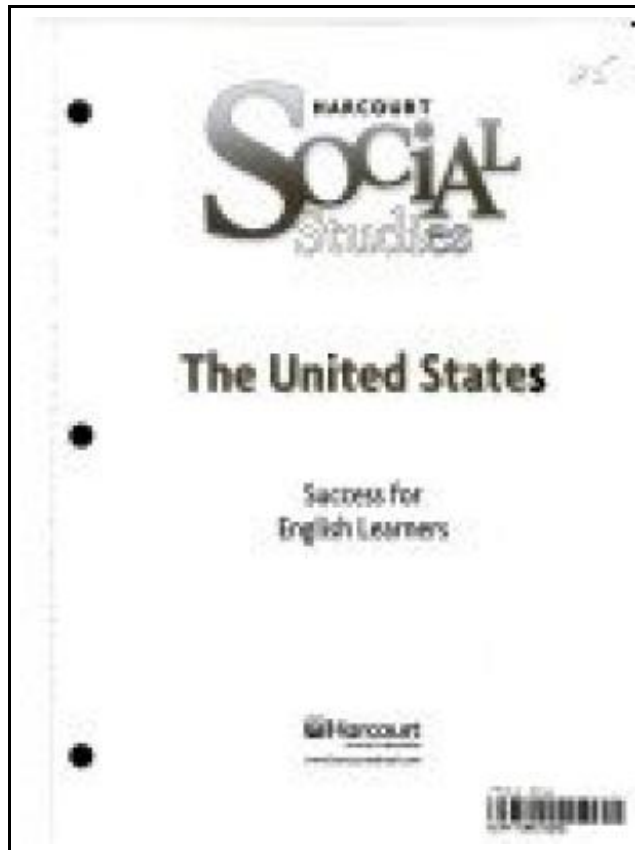 HARCOURT
SOCiAL
Studies
The United States
Success for
English Learners
Harcourt